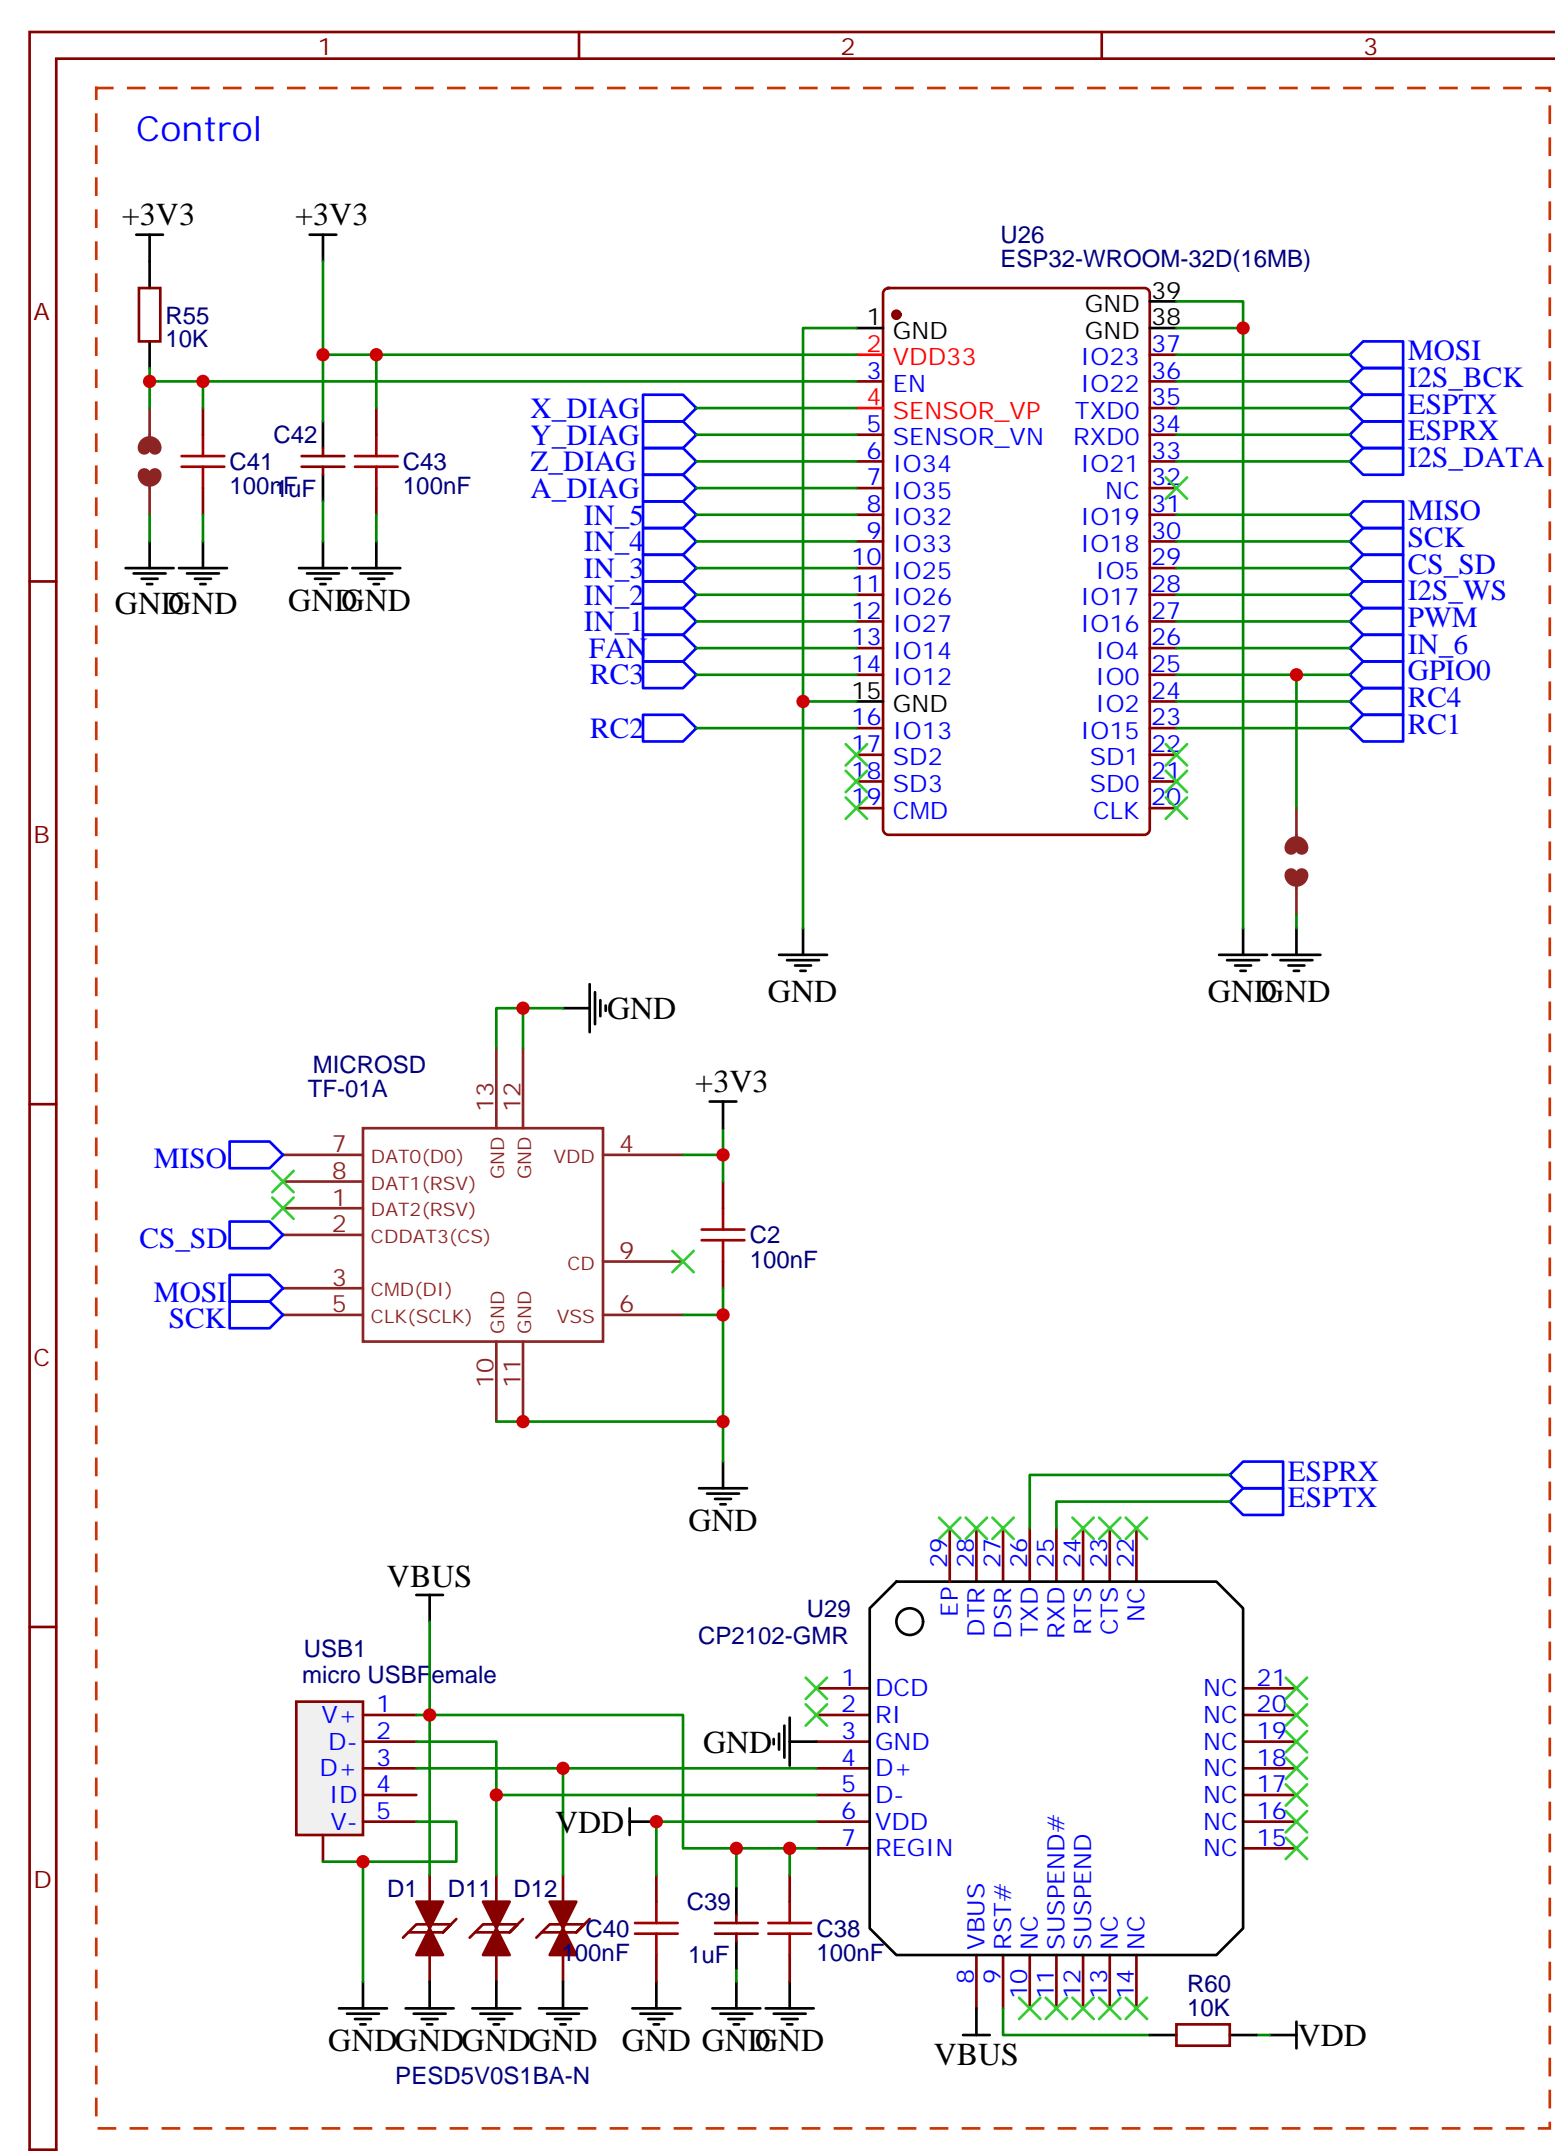 1 2 3
A
B
C
D
Control
+3V3 +3V3
R55
10K
C41
100nF
C42
1uF
C43
100nF
GND GND GND GND
U26
ESP32-WROOM-32D(16MB)
1 GND
2 VDD33
3 EN
X_DIAG 4 SENSOR_VP
Y_DIAG 5 SENSOR_VN
Z_DIAG 6 IO34
A_DIAG 7 IO35
IN_5 8 IO32
IN_4 9 IO33
IN_3 10 IO25
IN_2 11 IO26
IN_1 12 IO27
FAN 13 IO14
RC3 14 IO12
15 GND
RC2 16 IO13
17 SD2
18 SD3
19 CMD
GND 39
GND 38
IO23 37 MOSI
IO22 36 I2S_BCK
TXD0 35 ESPTX
RXD0 34 ESPRX
IO21 33 I2S_DATA
NC 32
IO19 31 MISO
IO18 30 SCK
IO5 29 CS_SD
IO17 28 I2S_WS
IO16 27 PWM
IO4 26 IN_6
IO0 25 GPIO0
IO2 24 RC4
IO15 23 RC1
SD1 22
SD0 21
CLK 20
GND GND GND
GND
MICROSD
TF-01A
13 12
GND GND
MISO 7 DAT0(D0)
8 DAT1(RSV)
1 DAT2(RSV)
CS_SD 2 CDDAT3(CS)
MOSI 3 CMD(DI)
SCK 5 CLK(SCLK)
VDD 4
CD 9
VSS 6
GND GND
10 11
+3V3
C2
100nF
GND
ESPRX
ESPTX
VBUS
USB1
micro USBFemale
V+ 1
D- 2
D+ 3
ID 4
V- 5
D1 D11 D12
GND GND GND GND
PESD5V0S1BA-N
VDD
C40
100nF
C39
1uF
C38
100nF
GND GND GND
U29
CP2102-GMR
29 28 27 26 25 24 23 22
EP DTR DSR TXD RXD RTS CTS NC
1 DCD
2 RI
GND 3 GND
4 D+
5 D-
6 VDD
7 REGIN
NC 21
NC 20
NC 19
NC 18
NC 17
NC 16
NC 15
VBUS RST# NC SUSPEND# SUSPEND NC NC
8 9 10 11 12 13 14
VBUS
R60
10K
VDD